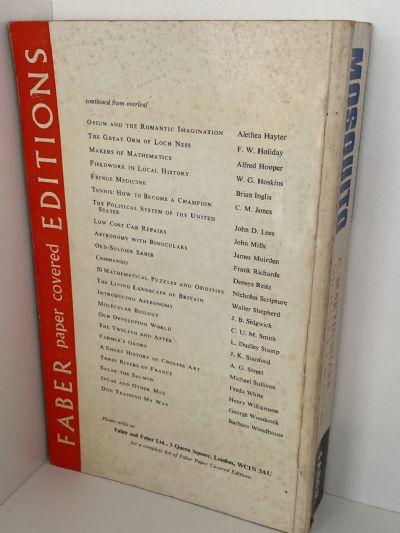 FABER paper covered EDITIONS
continued from overleaf
OPIUM AND THE ROMANTIC IMAGINATION Alethea Hayter
THE GREAT ORM OF LOCH NESS F. W. Holiday
MAKERS OF MATHEMATICS Alfred Hooper
FIELDWORK IN LOCAL HISTORY W. G. Hoskins
FRINGE MEDICINE Brian Inglis
TENNIS: HOW TO BECOME A CHAMPION C. M. Jones
THE POLITICAL SYSTEM OF THE UNITED
STATES John D. Lees
LOW COST CAR REPAIRS John Mills
ASTRONOMY WITH BINOCULARS James Muirden
OLD-SOLDIER SAHIB Frank Richards
COMMANDO Deneys Reitz
50 MATHEMATICAL PUZZLES AND ODDITIES Nicholas Scripture
THE LIVING LANDSCAPE OF BRITAIN Walter Shepherd
INTRODUCING ASTRONOMY J. B. Sidgwick
MOLECULAR BIOLOGY C. U. M. Smith
OUR DEVELOPING WORLD L. Dudley Stamp
THE TWELFTH AND AFTER J. K. Stanford
FARMER'S GLORY A. G. Street
A SHORT HISTORY OF CHINESE ART Michael Sullivan
THREE RIVERS OF FRANCE Freda White
SALAR THE SALMON Henry Williamson
INCAS AND OTHER MEN George Woodcock
DOG TRAINING MY WAY Barbara Woodhouse
Please write to
Faber and Faber Ltd., 3 Queen Square, London, WC1N 3AU
for a complete list of Faber Paper Covered Editions
MOSQUITO